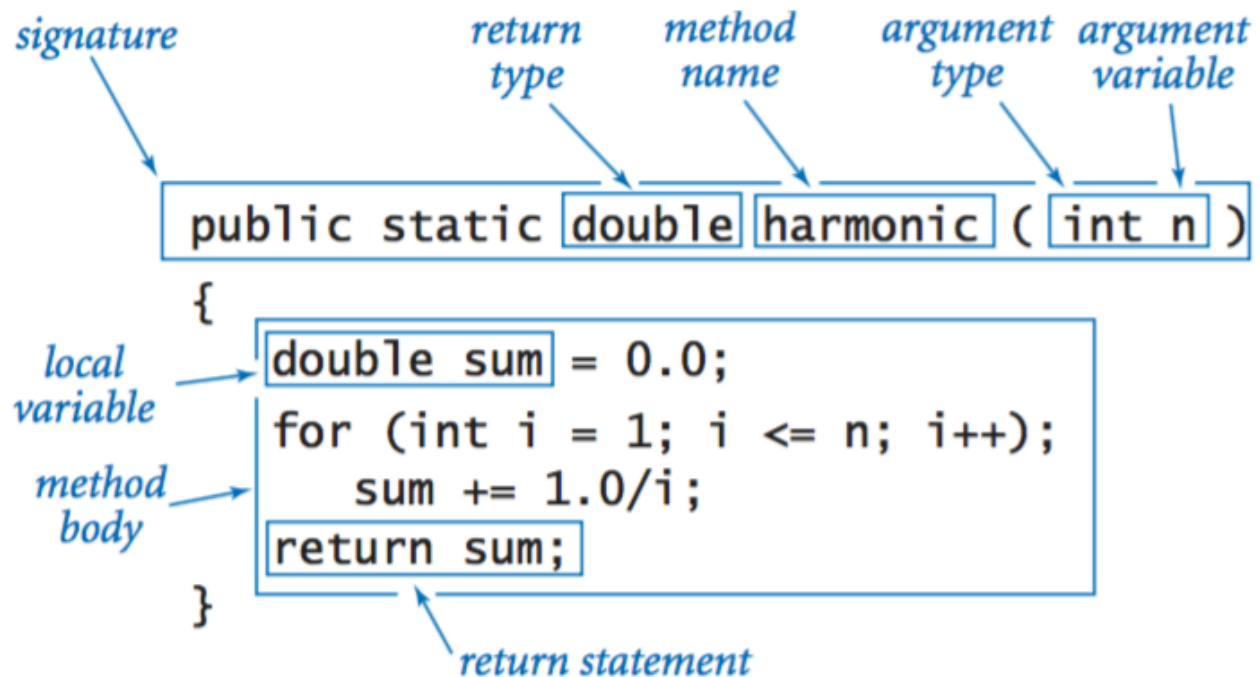 signature
return type
method name
argument type
argument variable
public static double harmonic ( int n )
{
local variable
double sum = 0.0;
for (int i = 1; i <= n; i++);
method body
sum += 1.0/i;
return sum;
}
return statement